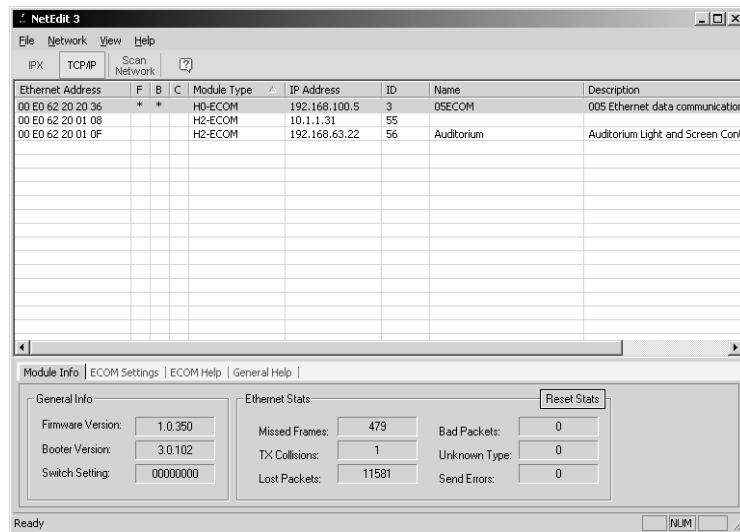 NetEdit 3
File Network View Help
IPX TCP/IP Scan Network
Ethernet Address F B C Module Type IP Address ID Name Description
00 E0 62 20 20 36 * * H0-ECOM 192.168.100.5 3 05ECOM 005 Ethernet data communication
00 E0 62 20 01 08 H2-ECOM 10.1.1.31 55
00 E0 62 20 01 0F H2-ECOM 192.168.63.22 56 Auditorium Auditorium Light and Screen Con
Module Info ECOM Settings ECOM Help General Help
General Info
Firmware Version: 1.0.350
Booter Version: 3.0.102
Switch Setting: 00000000
Ethernet Stats Reset Stats
Missed Frames: 479 Bad Packets: 0
TX Collisions: 1 Unknown Type: 0
Lost Packets: 11581 Send Errors: 0
Ready NUM